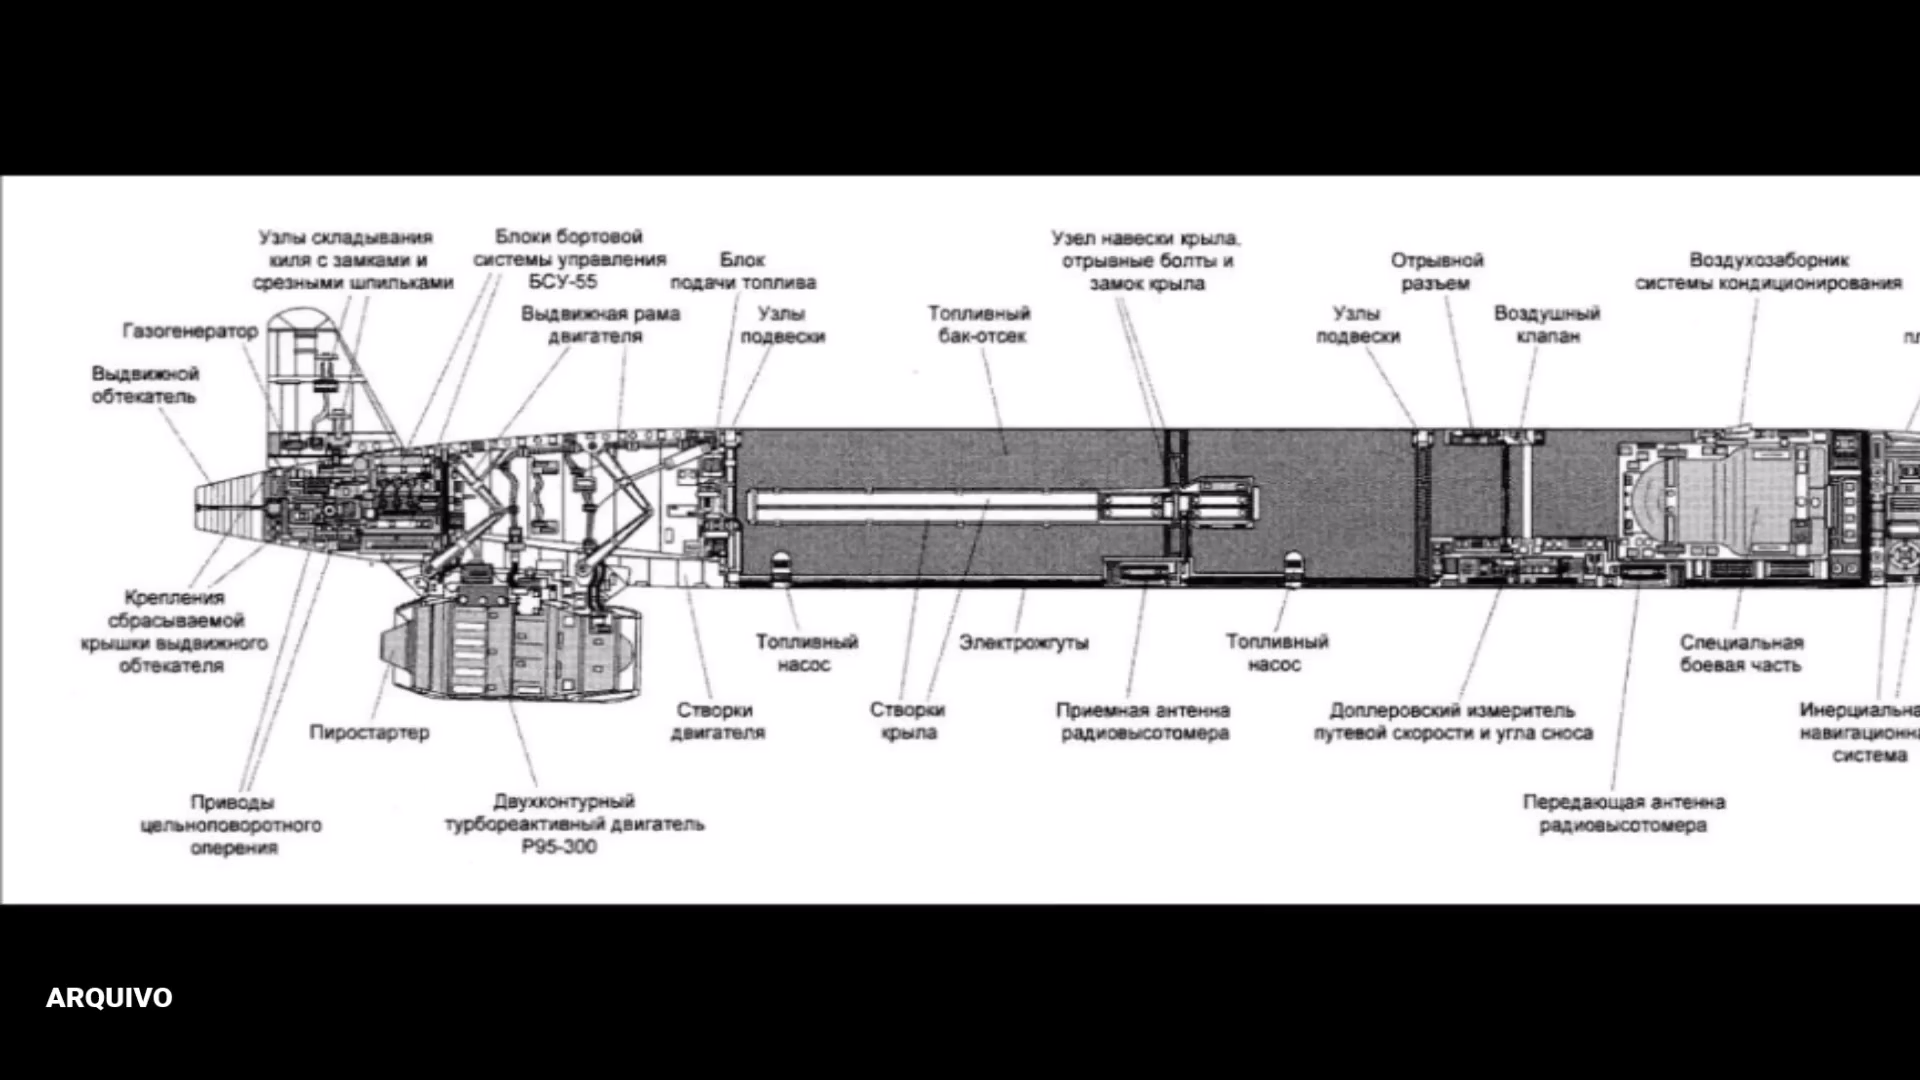 Узлы складывания
киля с замками и
срезными шпильками
Блоки бортовой
системы управления
БСУ-55
Блок
подачи топлива
Узел навески крыла,
отрывные болты и
замок крыла
Отрывной
разъем
Воздухозаборник
системы кондиционирования
Газогенератор
Выдвижная рама
двигателя
Узлы
подвески
Топливный
бак-отсек
Узлы
подвески
Воздушный
клапан
Выдвижной
обтекатель
Крепления
сбрасываемой
крышки выдвижного
обтекателя
Топливный
насос
Электрожгуты
Топливный
насос
Специальная
боевая часть
Пиростартер
Створки
двигателя
Створки
крыла
Приемная антенна
радиовысотомера
Доплеровский измеритель
путевой скорости и угла сноса
Инерциальна
навигационна
система
Приводы
цельноповоротного
оперения
Двухконтурный
турбореактивный двигатель
Р95-300
Передающая антенна
радиовысотомера
ARQUIVO